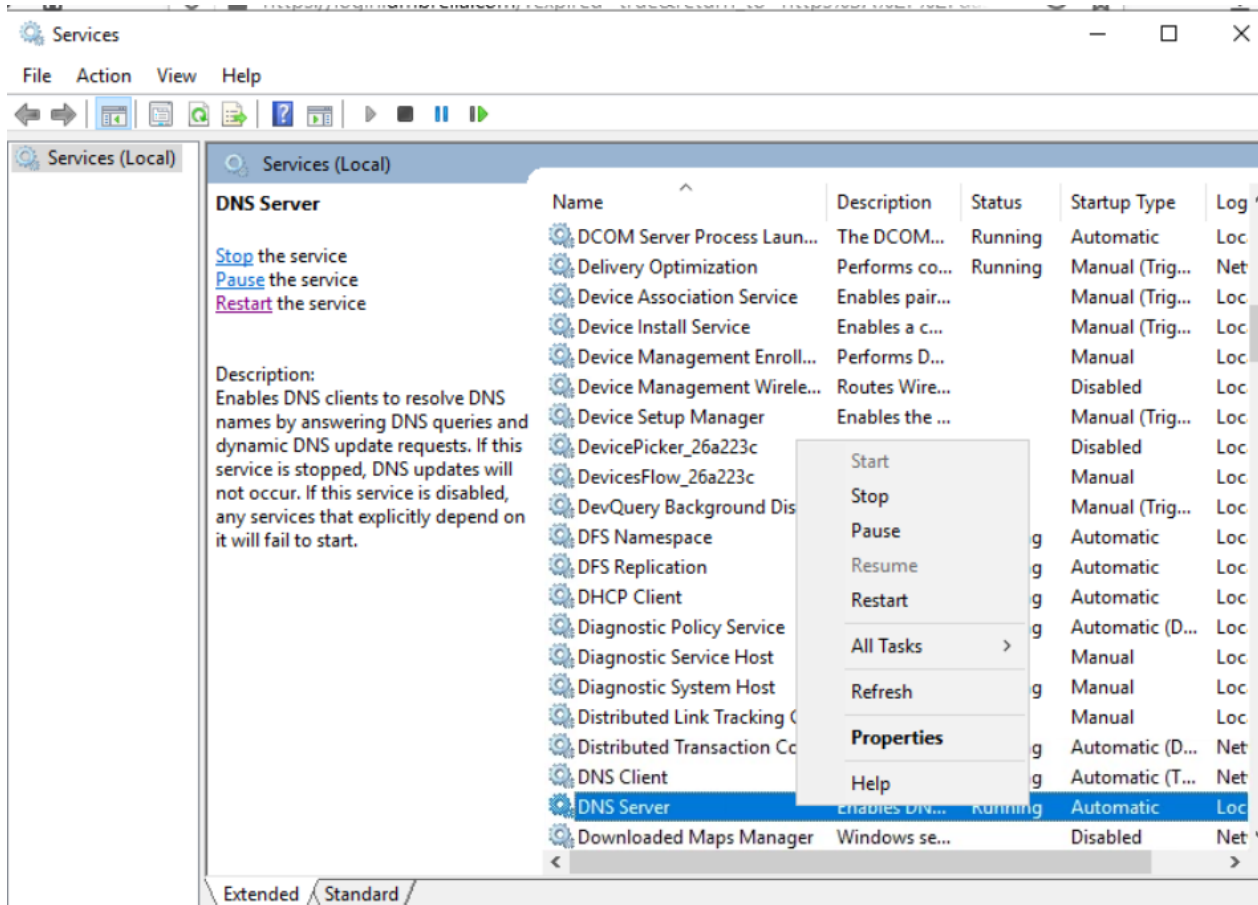 Services
File Action View Help
Services (Local)
Services (Local)
DNS Server
Stop the service
Pause the service
Restart the service
Description:
Enables DNS clients to resolve DNS
names by answering DNS queries and
dynamic DNS update requests. If this
service is stopped, DNS updates will
not occur. If this service is disabled,
any services that explicitly depend on
it will fail to start.
Name Description Status Startup Type Log
DCOM Server Process Laun... The DCOM... Running Automatic Loc
Delivery Optimization Performs co... Running Manual (Trig... Net
Device Association Service Enables pair... Manual (Trig... Loc
Device Install Service Enables a c... Manual (Trig... Loc
Device Management Enroll... Performs D... Manual Loc
Device Management Wirele... Routes Wire... Disabled Loc
Device Setup Manager Enables the ... Manual (Trig... Loc
DevicePicker_26a223c Disabled Loc
DevicesFlow_26a223c Manual Loc
DevQuery Background Dis Manual (Trig... Loc
DFS Namespace g Automatic Loc
DFS Replication g Automatic Loc
DHCP Client g Automatic Loc
Diagnostic Policy Service g Automatic (D... Loc
Diagnostic Service Host Manual Loc
Diagnostic System Host g Manual Loc
Distributed Link Tracking Manual Loc
Distributed Transaction Co g Automatic (D... Net
DNS Client g Automatic (T... Net
DNS Server Enables DN... Running Automatic Loc
Downloaded Maps Manager Windows se... Disabled Net
Start
Stop
Pause
Resume
Restart
All Tasks
Refresh
Properties
Help
Extended Standard